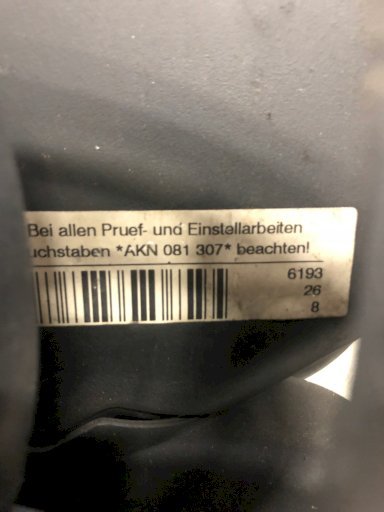 Bei allen Pruef- und Einstellarbeiten
uchstaben *AKN 081 307* beachten!
6193
26
8